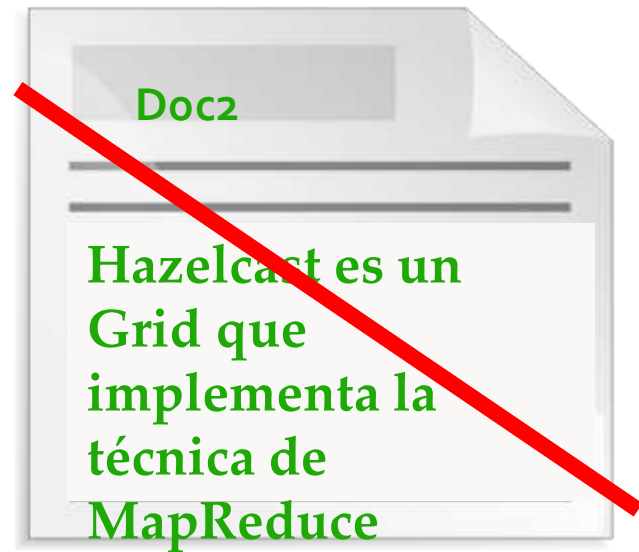 Doc2
Hazelcast es un
Grid que
implementa la
técnica de
MapReduce